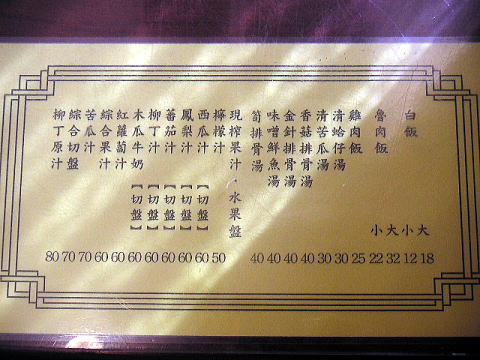 白飯 大 18
小 12
魯肉飯 大 32
小 22
雞肉飯 25
清蛤仔湯 30
清苦瓜湯 30
香菇排骨湯 40
金針排骨湯 40
味噌鮮魚湯 40
筍排骨湯 40
現榨果汁．水果盤
檸檬汁 50
西瓜汁【切盤】 60
鳳梨汁【切盤】 60
蕃茄汁【切盤】 60
柳丁汁【切盤】 60
木瓜牛奶【切盤】 60
紅蘿蔔汁 60
綜合果汁 60
苦瓜汁 70
綜合切盤 70
柳丁原汁 80